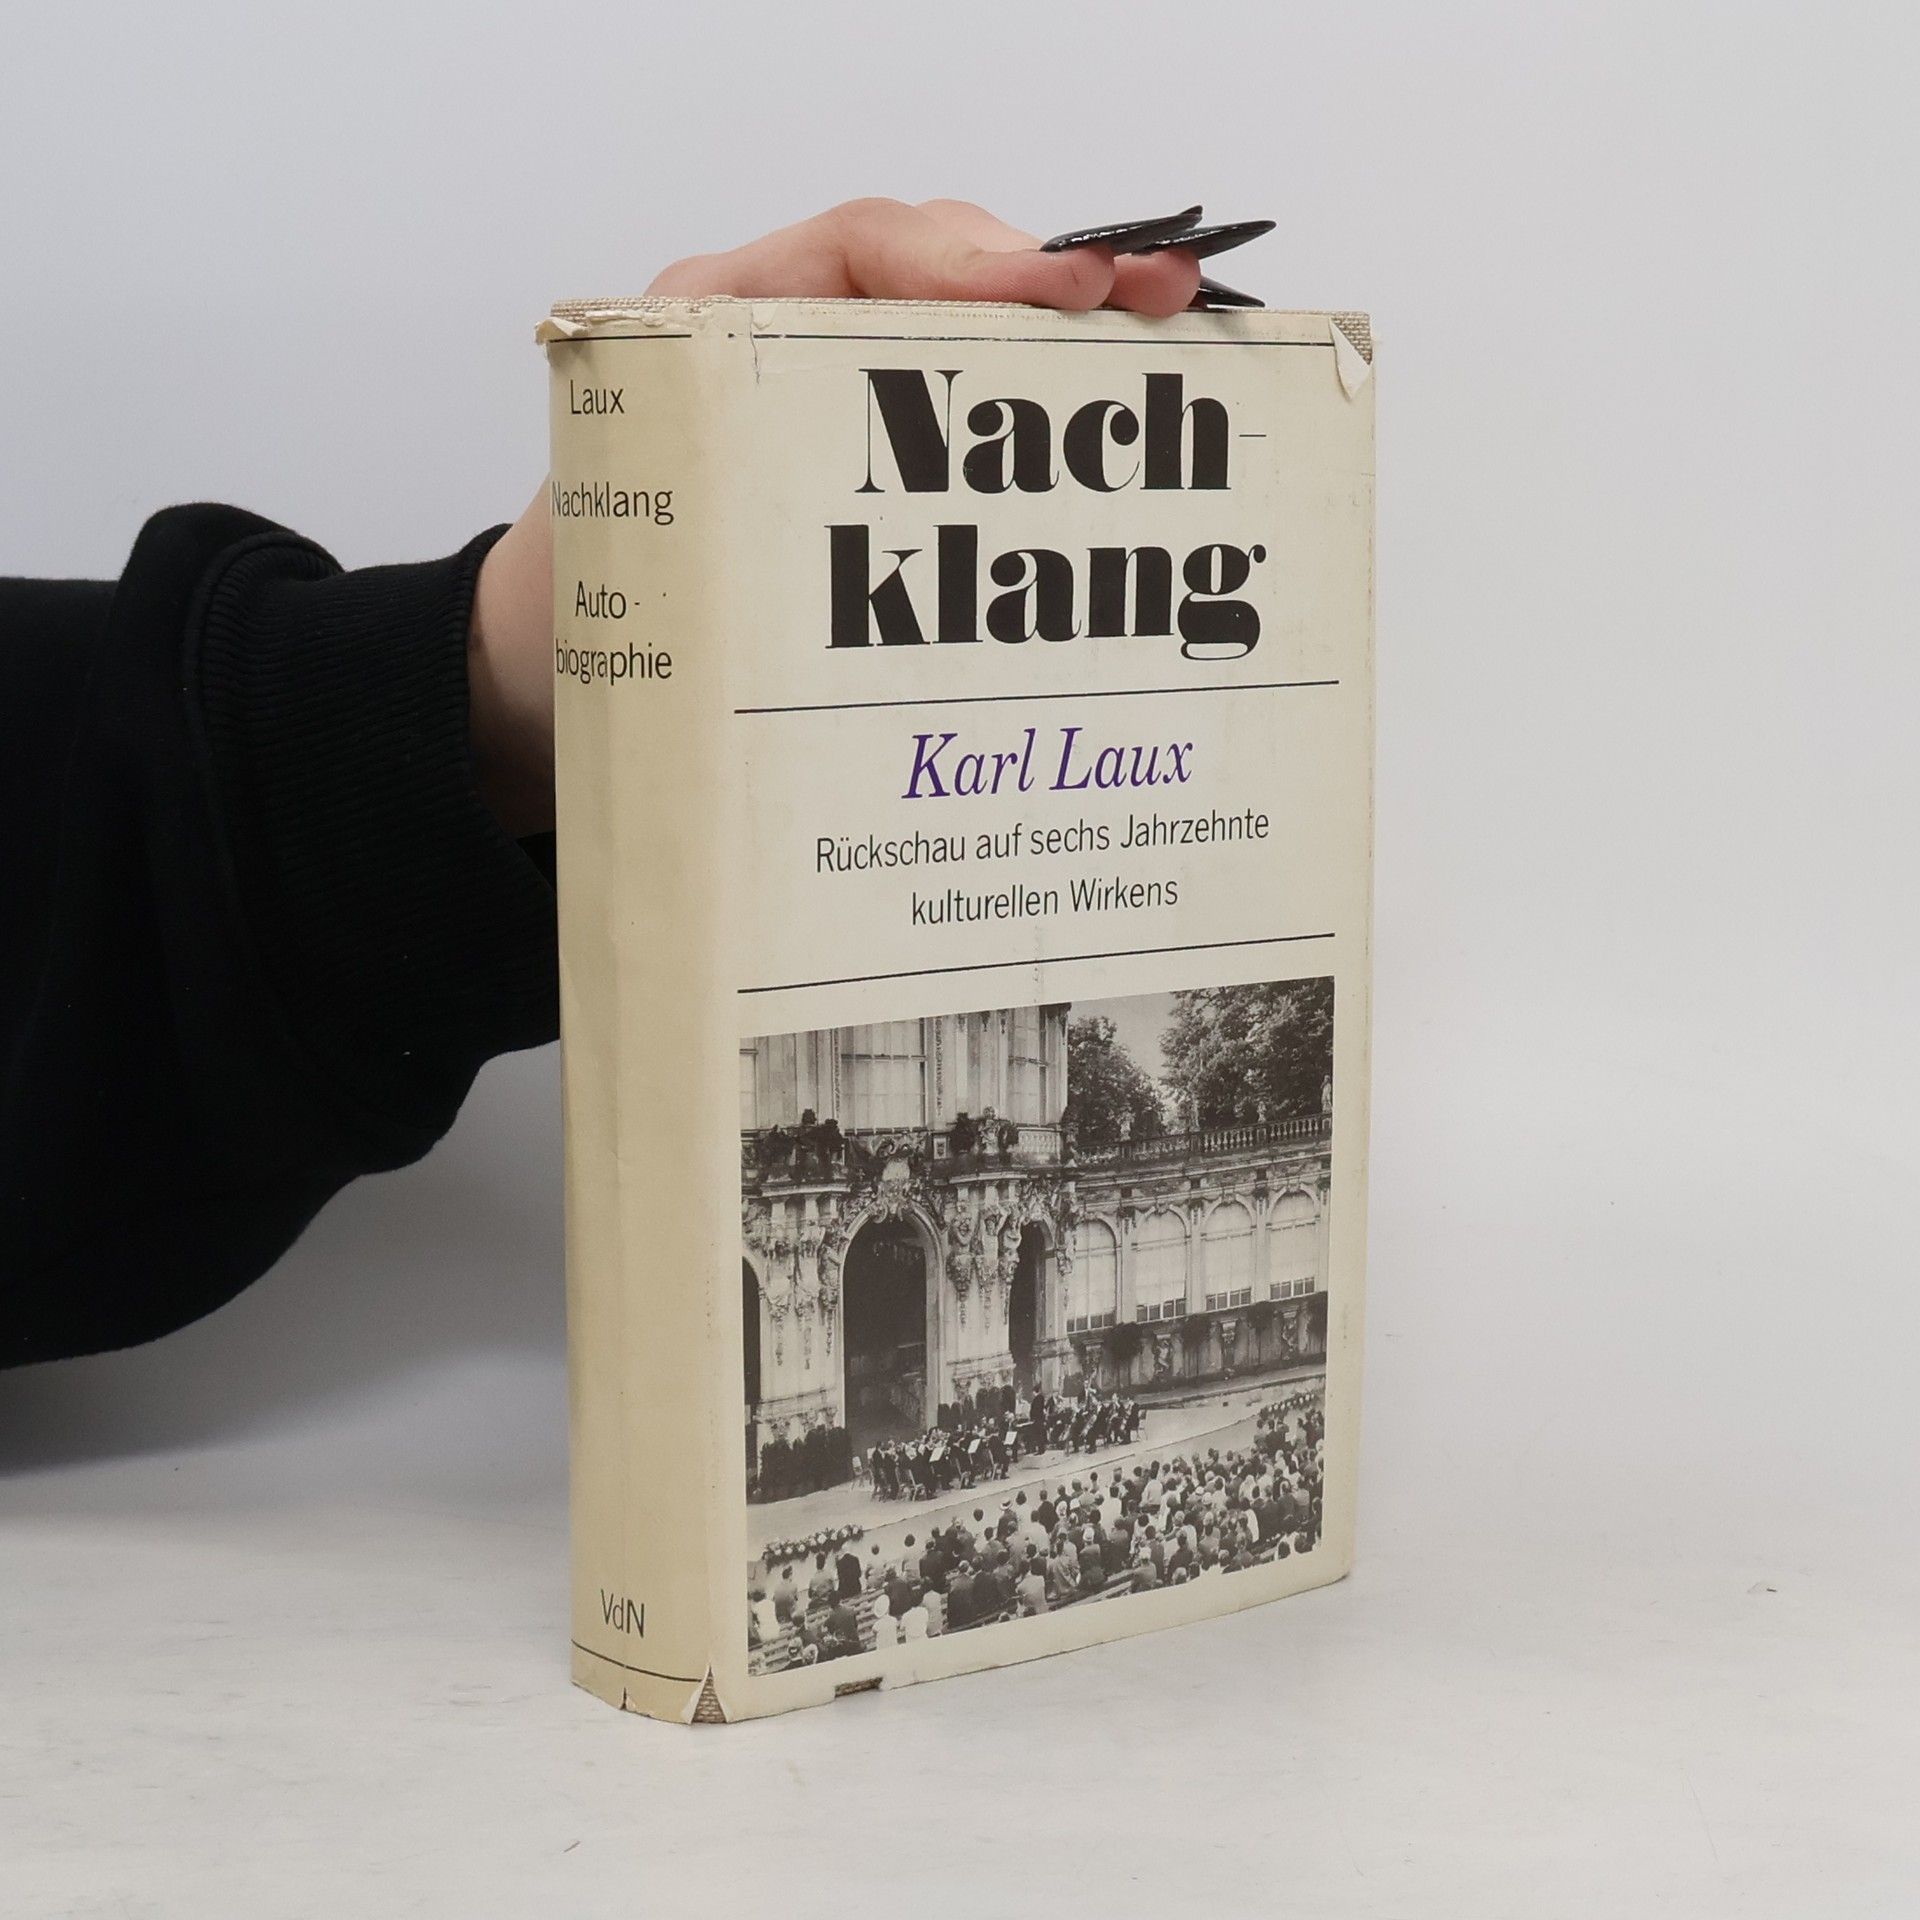 Laux
Nachklang
Auto-
biographie
VdN
Nach-
klang
Karl Laux
Rückschau auf sechs Jahrzehnte
kulturellen Wirkens